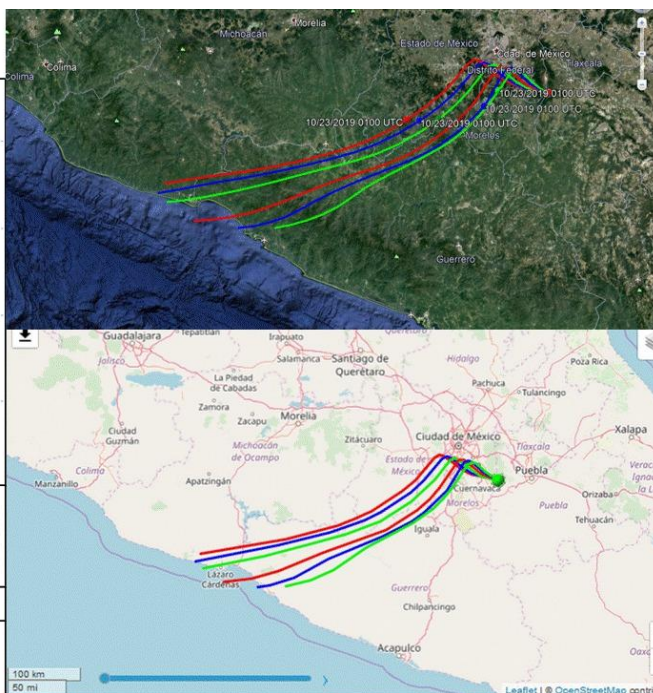 Morelia
Michoacán
Estado de México
Cdad. de México
Colima
Colima
Distrito Federal
Tlaxcala
10/23/2019 0100 UTC
10/23/2019 0100 UTC
10/23/2019 0100 UTC
10/23/2019 0100 UTC
Morelos
Guerrero
Guadalajara
Tepatitlán
Irapuato
Querétaro
Jalisco
Salamanca
Santiago de
Querétaro
Hidalgo
Poza Rica
La Piedad
de Cabadas
Pachuca
Tulancingo
Zamora
Zacapu
Morelia
Ciudad
Guzmán
Zitácuaro
Ciudad de México
Tlaxcala
Xalapa
Michoacán
de Ocampo
Estado de
México
Colima
Manzanillo
Apatzingán
Cuernavaca
Puebla
Morelos
Puebla
Orizaba
Iguala
Tehuacán
Lázaro
Cárdenas
Guerrero
Chilpancingo
Acapulco
100 km
50 mi
Leaflet | © OpenStreetMap contri